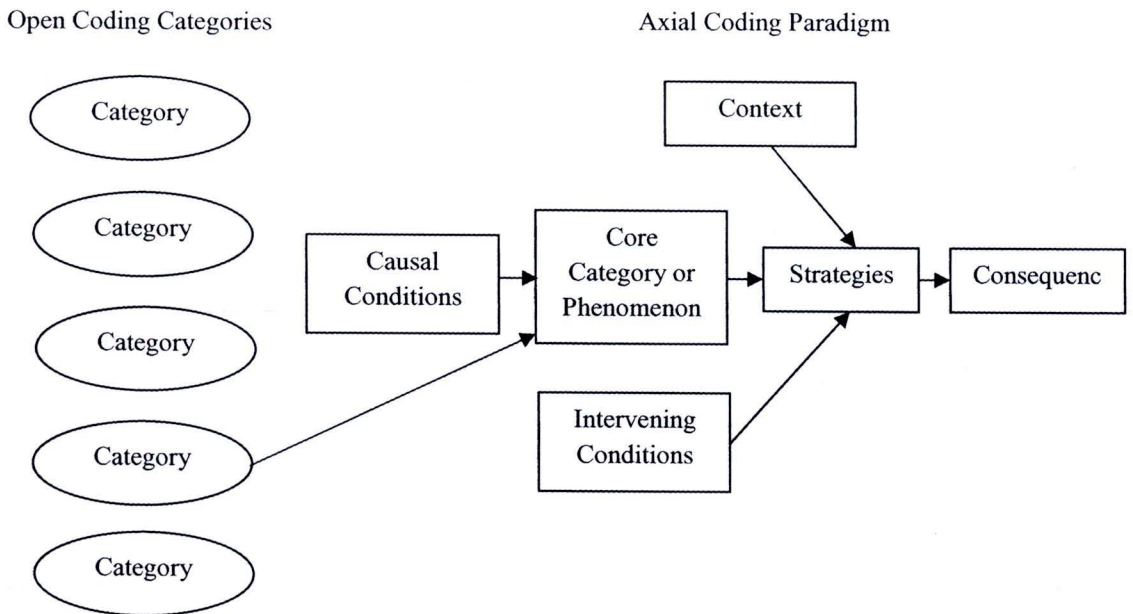 Open Coding Categories
Axial Coding Paradigm
Category
Category
Category
Category
Category
Causal
Conditions
Core
Category or
Phenomenon
Context
Strategies
Consequenc
Intervening
Conditions